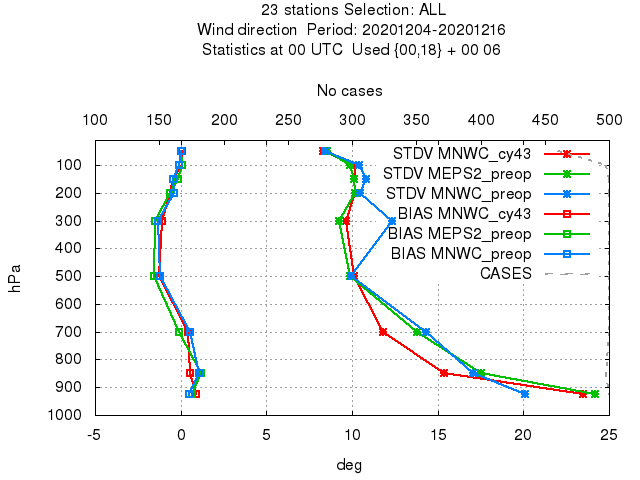 23 stations Selection: ALL
Wind direction  Period: 20201204-20201216
Statistics at 00 UTC  Used {00,18} + 00 06
No cases
100 150 200 250 300 350 400 450 500
STDV MNWC_cy43
STDV MEPS2_preop
STDV MNWC_preop
BIAS MNWC_cy43
BIAS MEPS2_preop
BIAS MNWC_preop
CASES
hPa
100
200
300
400
500
600
700
800
900
1000
-5 0 5 10 15 20 25
deg